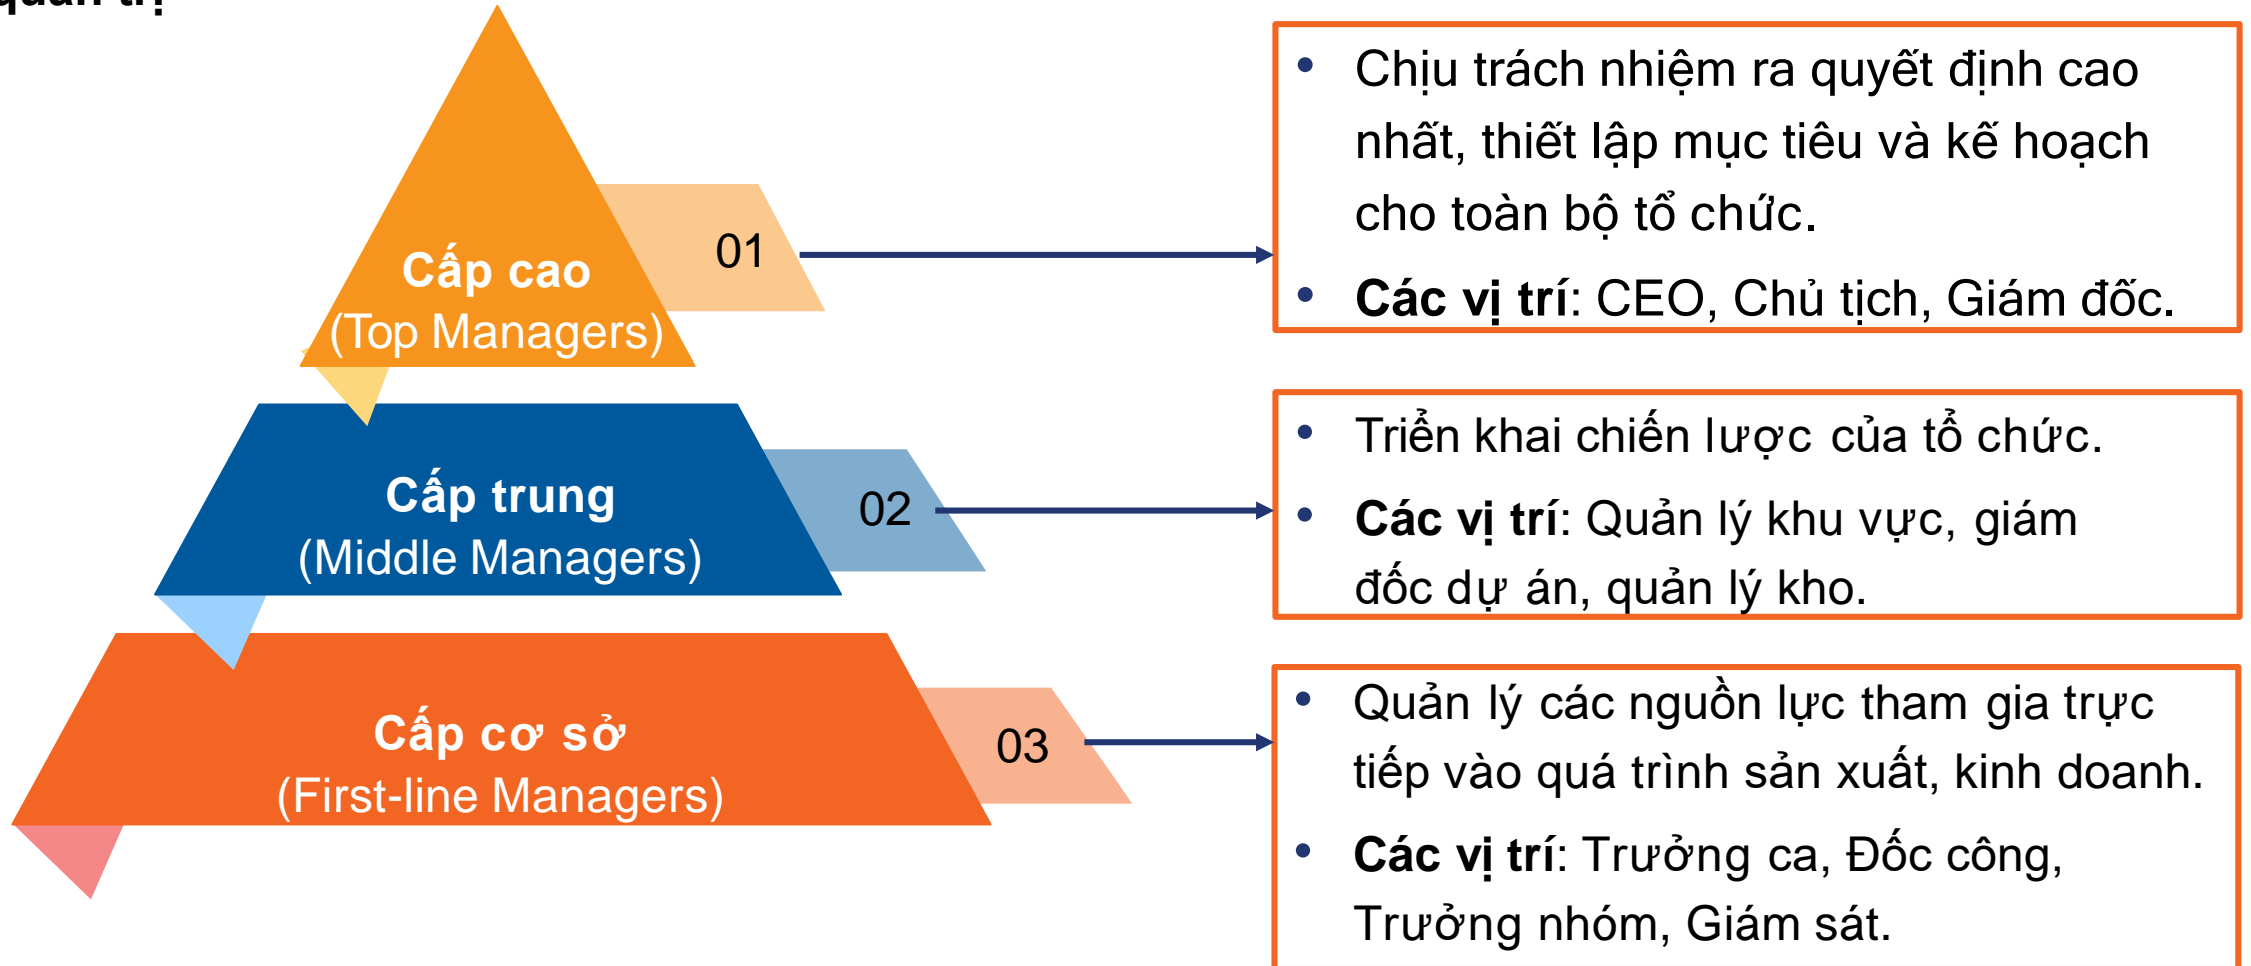 quản trị
Cấp cao
(Top Managers)
01
• Chịu trách nhiệm ra quyết định cao
nhất, thiết lập mục tiêu và kế hoạch
cho toàn bộ tổ chức.
• Các vị trí: CEO, Chủ tịch, Giám đốc.
Cấp trung
(Middle Managers)
02
• Triển khai chiến lược của tổ chức.
• Các vị trí: Quản lý khu vực, giám
đốc dự án, quản lý kho.
Cấp cơ sở
(First-line Managers)
03
• Quản lý các nguồn lực tham gia trực
tiếp vào quá trình sản xuất, kinh doanh.
• Các vị trí: Trưởng ca, Đốc công,
Trưởng nhóm, Giám sát.